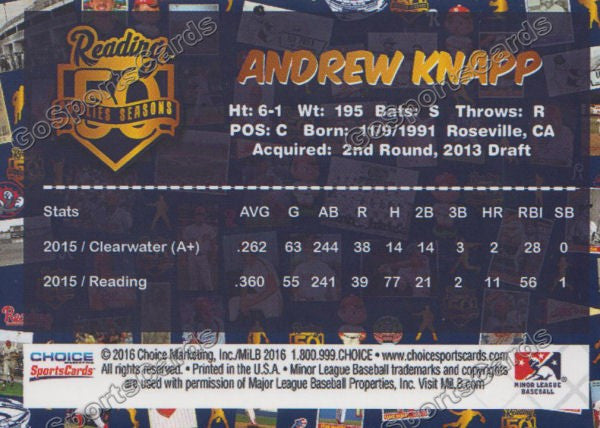 Reading
50
PHILLIES SEASONS
ANDREW KNAPP
Ht: 6-1 Wt: 195 Bats: S Throws: R
POS: C Born: 11/9/1991 Roseville, CA
Acquired: 2nd Round, 2013 Draft
Stats AVG G AB R H 2B 3B HR RBI SB
2015 / Clearwater (A+) .262 63 244 38 14 14 3 2 28 0
2015 / Reading .360 55 241 39 77 21 2 11 56 1
CHOICE
SportsCards™
© 2016 Choice Marketing, Inc./MiLB 2016 1.800.999.CHOICE • www.choicesportscards.com
All rights reserved. • Printed in the U.S.A. • Minor League Baseball trademarks and copyrights
are used with permission of Major League Baseball Properties, Inc. Visit MiLB.com.
MINOR LEAGUE
BASEBALL
GoSportsCards